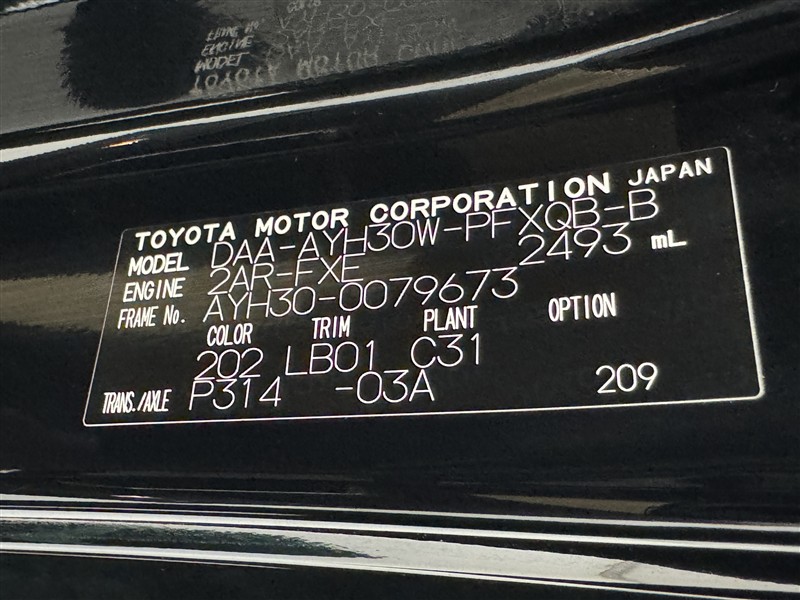 TOYOTA MOTOR CORPORATION JAPAN
MODEL DAA-AYH30W-PFXQB-B
ENGINE 2AR-FXE 2493 mL
FRAME No. AYH30-0079673
COLOR TRIM PLANT OPTION
202 LB01 C31
TRANS./AXLE P314 -03A 209